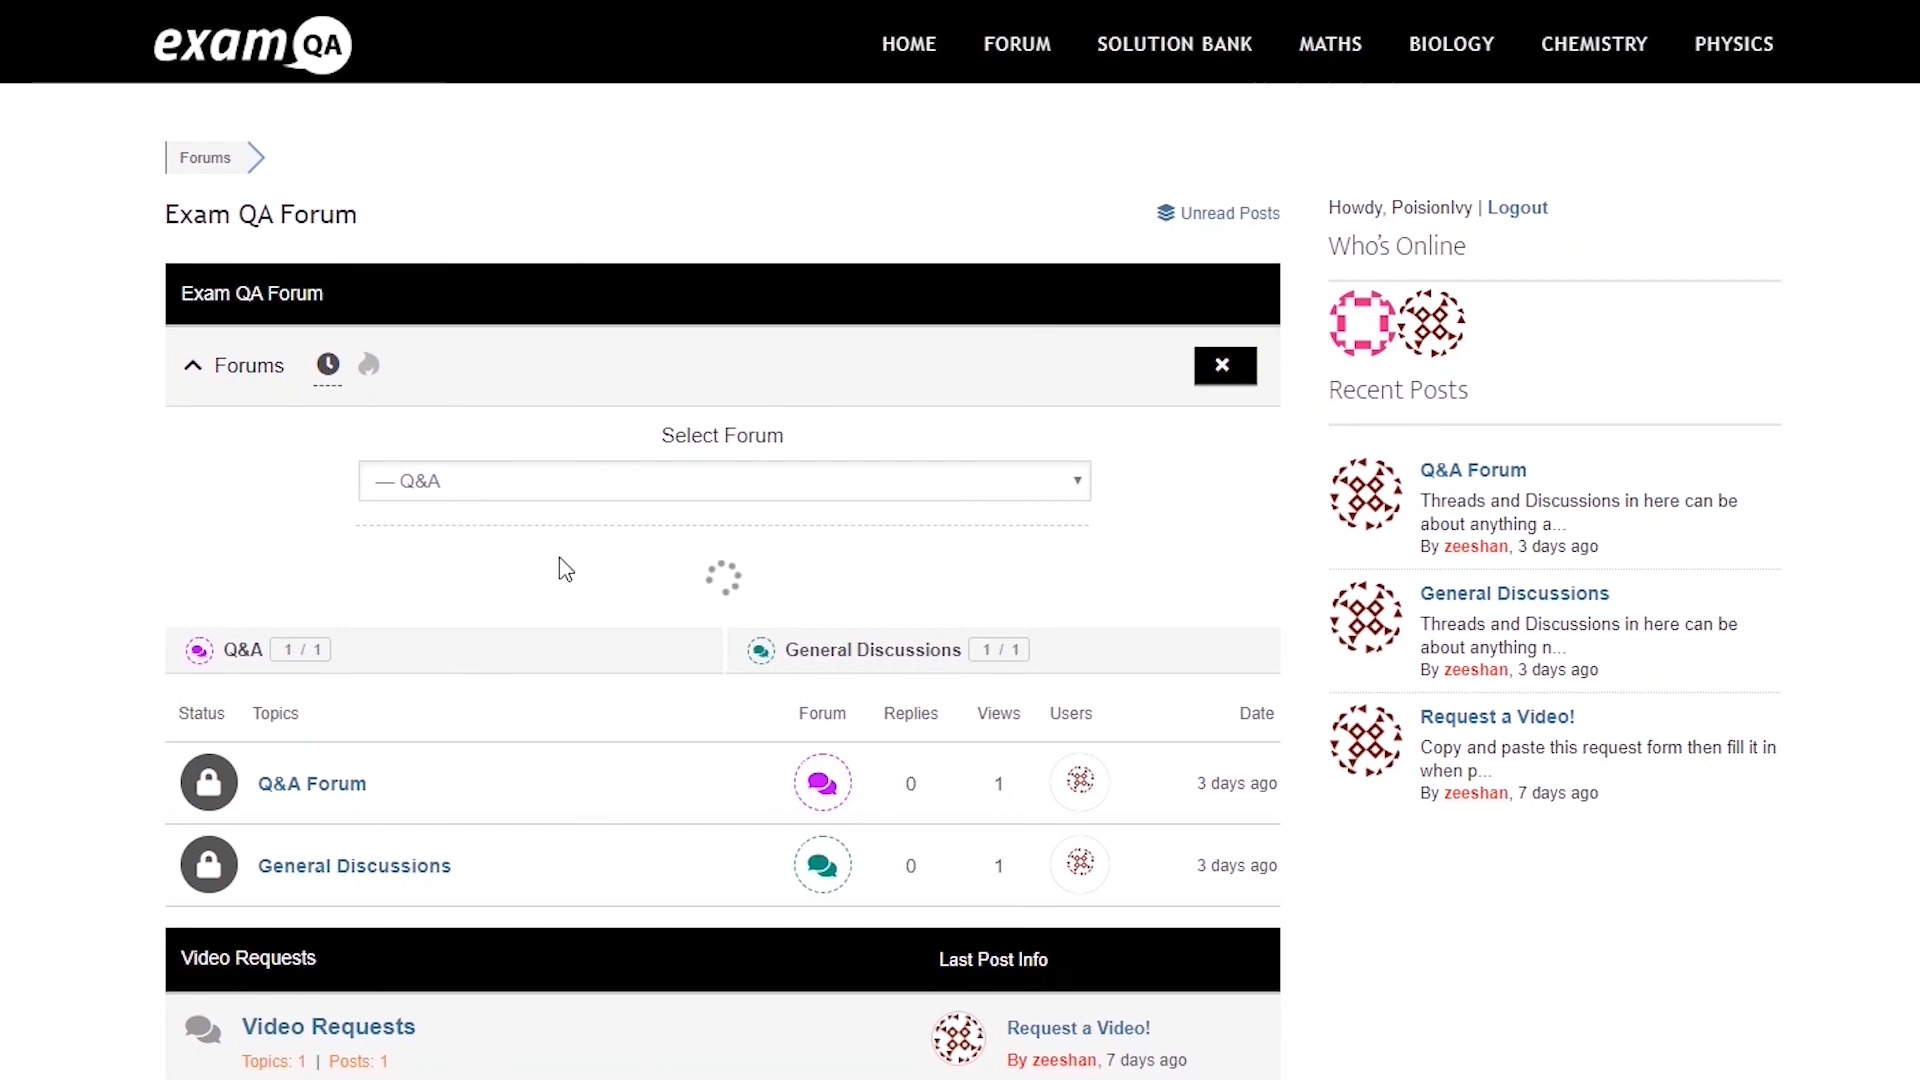 exam QA
HOME FORUM SOLUTION BANK MATHS BIOLOGY CHEMISTRY PHYSICS
Forums
Exam QA Forum
Unread Posts
Exam QA Forum
Forums
Select Forum
— Q&A
Q&A 1 / 1
General Discussions 1 / 1
Status Topics Forum Replies Views Users Date
Q&A Forum 0 1 3 days ago
General Discussions 0 1 3 days ago
Video Requests Last Post Info
Video Requests
Topics: 1 | Posts: 1
Request a Video!
By zeeshan, 7 days ago
Howdy, PoisionIvy | Logout
Who's Online
Recent Posts
Q&A Forum
Threads and Discussions in here can be
about anything a...
By zeeshan, 3 days ago
General Discussions
Threads and Discussions in here can be
about anything n...
By zeeshan, 3 days ago
Request a Video!
Copy and paste this request form then fill it in
when p...
By zeeshan, 7 days ago